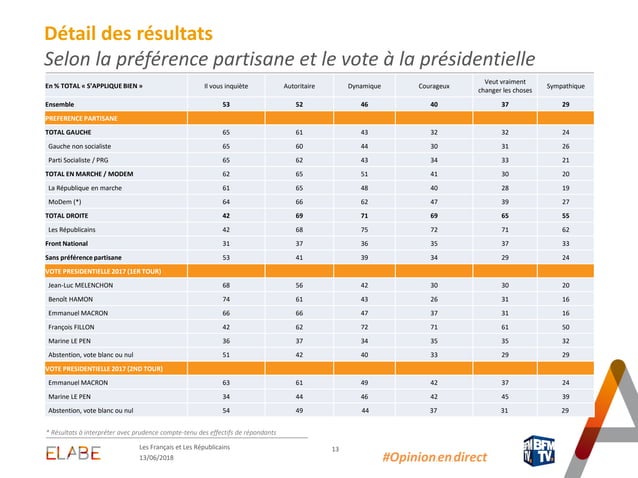 Détail des résultats
Selon la préférence partisane et le vote à la présidentielle
En % TOTAL « S'APPLIQUE BIEN » Il vous inquiète Autoritaire Dynamique Courageux Veut vraiment changer les choses Sympathique
Ensemble 53 52 46 40 37 29
PREFERENCE PARTISANE
TOTAL GAUCHE 65 61 43 32 32 24
Gauche non socialiste 65 60 44 30 31 26
Parti Socialiste / PRG 65 62 43 34 33 21
TOTAL EN MARCHE / MODEM 62 65 51 41 30 20
La République en marche 61 65 48 40 28 19
MoDem (*) 64 66 62 47 39 27
TOTAL DROITE 42 69 71 69 65 55
Les Républicains 42 68 75 72 71 62
Front National 31 37 36 35 37 33
Sans préférence partisane 53 41 39 34 29 24
VOTE PRESIDENTIELLE 2017 (1ER TOUR)
Jean-Luc MELENCHON 68 56 42 30 30 20
Benoît HAMON 74 61 43 26 31 16
Emmanuel MACRON 66 66 47 37 31 16
François FILLON 42 62 72 71 61 50
Marine LE PEN 36 37 34 35 35 32
Abstention, vote blanc ou nul 51 42 40 33 29 29
VOTE PRESIDENTIELLE 2017 (2ND TOUR)
Emmanuel MACRON 63 61 49 42 37 24
Marine LE PEN 34 44 46 42 45 39
Abstention, vote blanc ou nul 54 49 44 37 31 29
* Résultats à interpréter avec prudence compte-tenu des effectifs de répondants
ELABE
Les Français et Les Républicains
13/06/2018
13
#Opinion en direct
BFM TV.